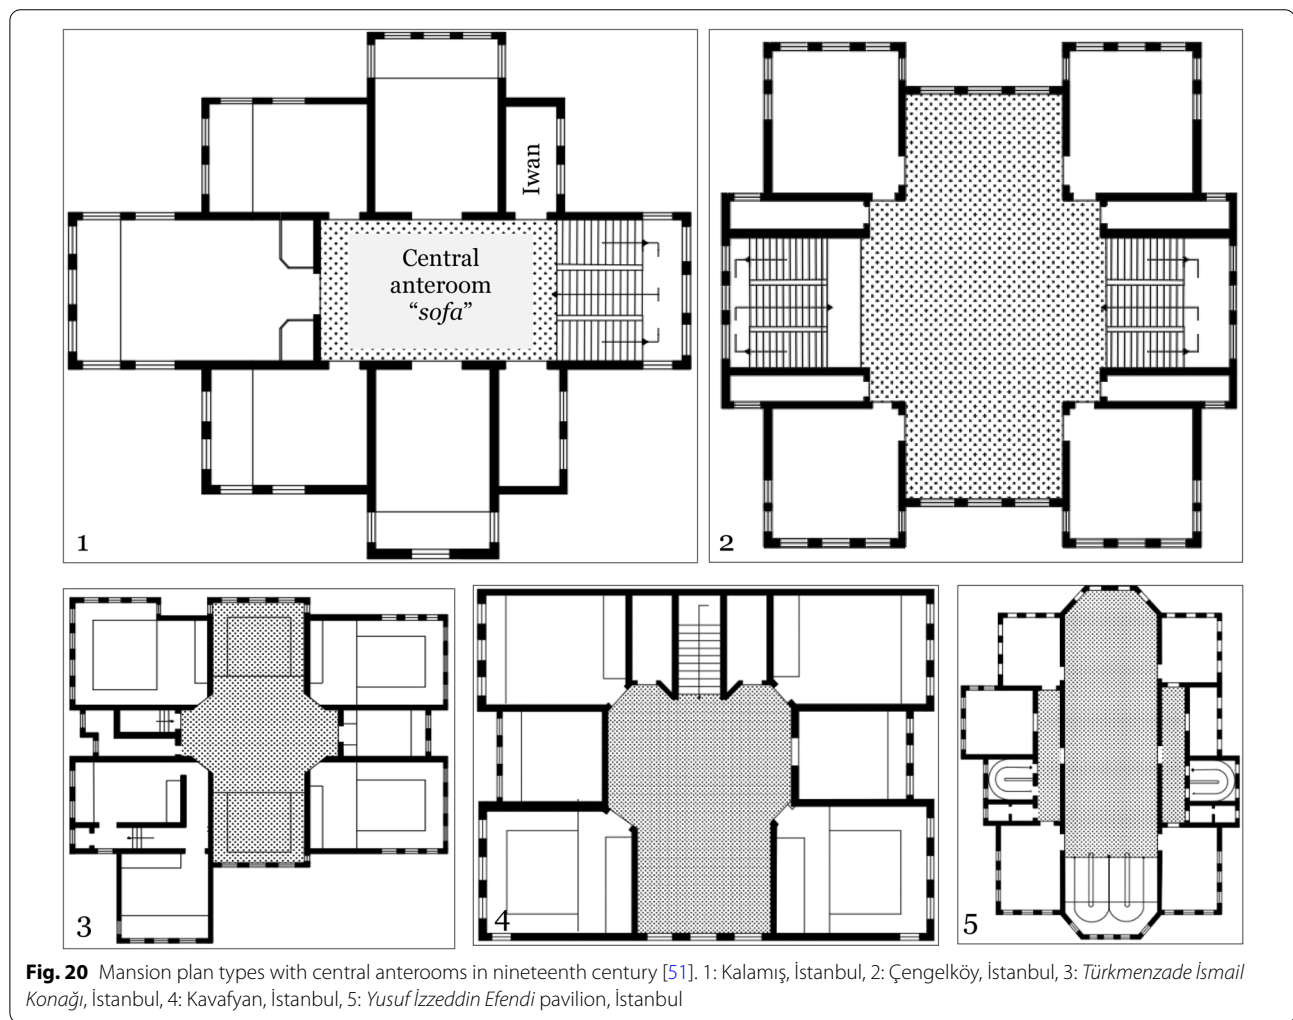 Iwan
Central
anteroom
“sofa”
1
2
3
4
5
Fig. 20 Mansion plan types with central anterooms in nineteenth century [51]. 1: Kalamış, İstanbul, 2: Çengelköy, İstanbul, 3: Türkmenzade İsmail
Konağı, İstanbul, 4: Kavafyan, İstanbul, 5: Yusuf İzzeddin Efendi pavilion, İstanbul